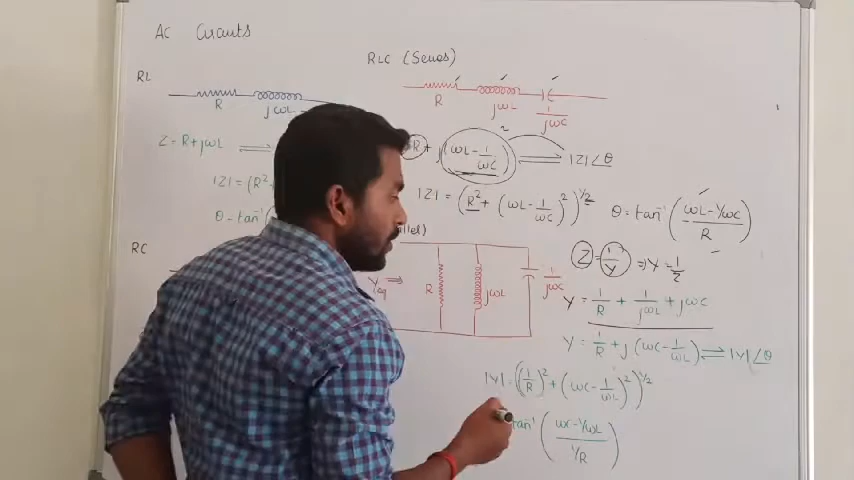 AC Circuits
RL
R
jωL
Z = R+jωL ⟹
|Z| = (R²+
θ = tan⁻¹(
RC
RLC (Series)
R
jωL
1/jωC
R + j(ωL - 1/ωC) ⇌ |Z|∠θ
|Z| = (R² + (ωL - 1/ωC)²)^1/2
θ = tan⁻¹((ωL - 1/ωC)/R)
allel)
Yeq ⟹
R
jωL
1/jωC
Z = 1/Y ⇒ Y = 1/Z
Y = 1/R + 1/jωL + jωC
Y = 1/R + j(ωC - 1/ωL) ⇌ |Y|∠θ
|Y| = ((1/R)² + (ωC - 1/ωL)²)^1/2
tan⁻¹((ωC - 1/ωL)/(1/R))